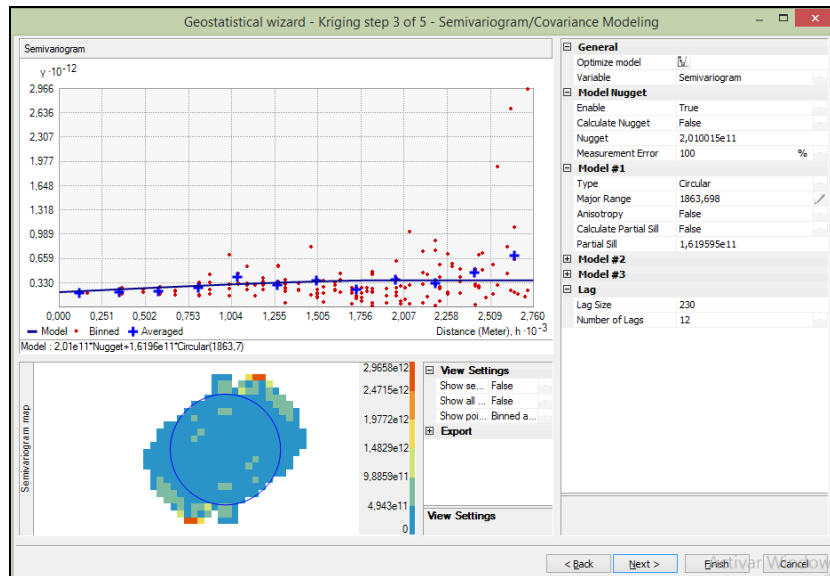 Geostatistical wizard - Kriging step 3 of 5 - Semivariogram/Covariance Modeling
Semivariogram
γ ·10⁻¹²
2,966
2,636
2,307
1,977
1,648
1,318
0,989
0,659
0,330
0,000 0,251 0,502 0,753 1,004 1,255 1,506 1,756 2,007 2,258 2,509 2,760
Model Binned Averaged Distance (Meter), h ·10⁻³
Model : 2,01e11*Nugget+1,6196e11*Circular(1863,7)
General
Optimize model
Variable Semivariogram
Model Nugget
Enable True
Calculate Nugget False
Nugget 2,010015e11
Measurement Error 100 %
Model #1
Type Circular
Major Range 1863,698
Anisotropy False
Calculate Partial Sill False
Partial Sill 1,619595e11
Model #2
Model #3
Lag
Lag Size 230
Number of Lags 12
Semivariogram map
2,9658e12
2,4715e12
1,9772e12
1,4829e12
9,8859e11
4,943e11
0
View Settings
Show se... False
Show all ... False
Show poi... Binned a...
Export
View Settings
< Back Next > Finish Cancel
Activar Window